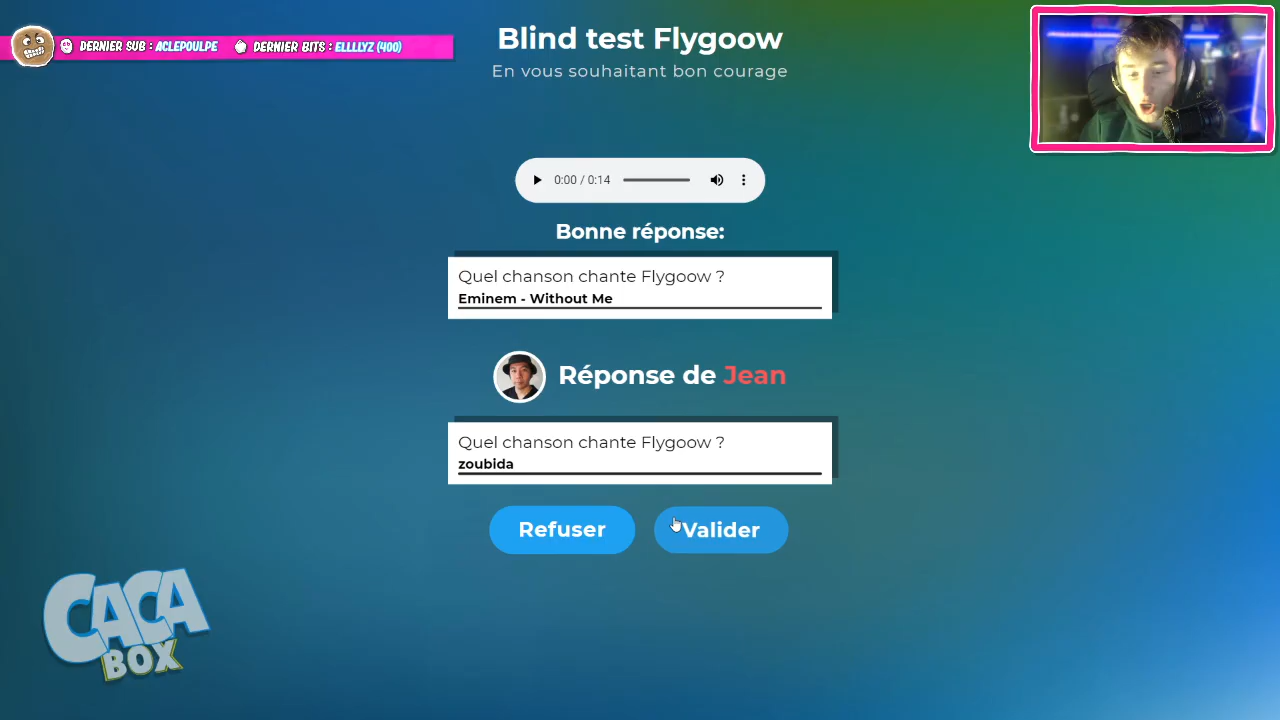 DERNIER SUB : ACLEPOULPE DERNIER BITS : ELLLLYZ (400)
Blind test Flygoow
En vous souhaitant bon courage
0:00 / 0:14
Bonne réponse:
Quel chanson chante Flygoow ?
Eminem - Without Me
Réponse de Jean
Quel chanson chante Flygoow ?
zoubida
Refuser Valider
CACA
BOX